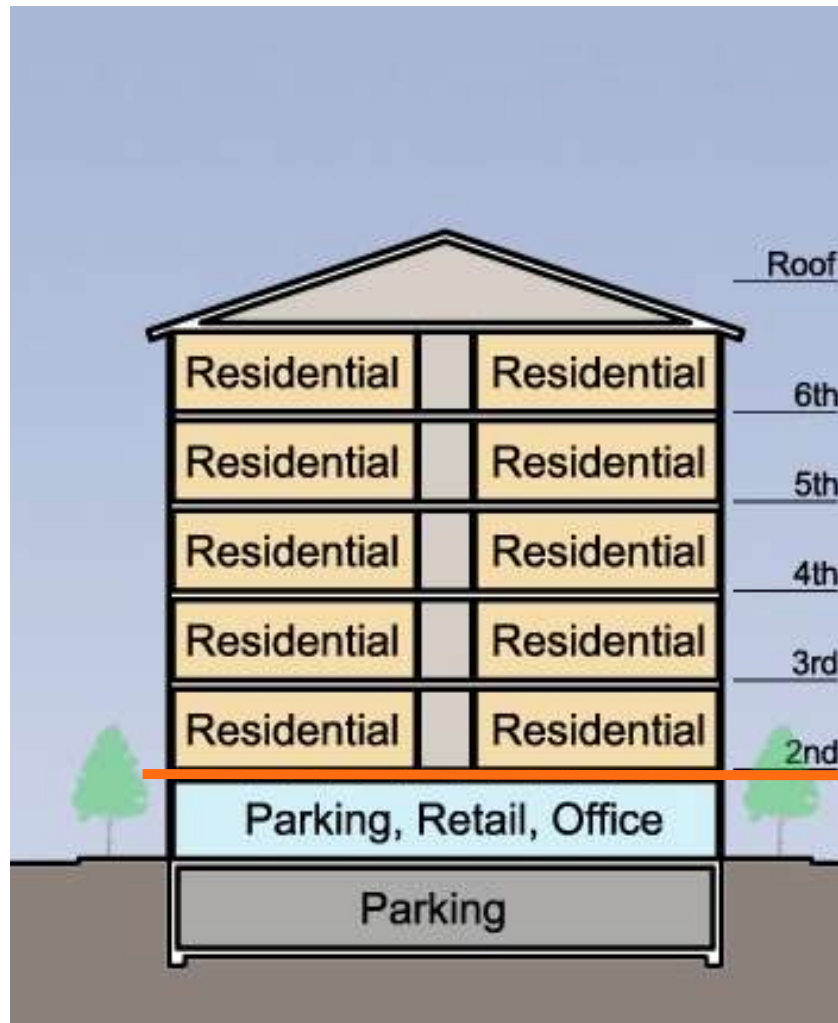 Roof
Residential Residential 6th
Residential Residential 5th
Residential Residential 4th
Residential Residential 3rd
Residential Residential 2nd
Parking, Retail, Office
Parking